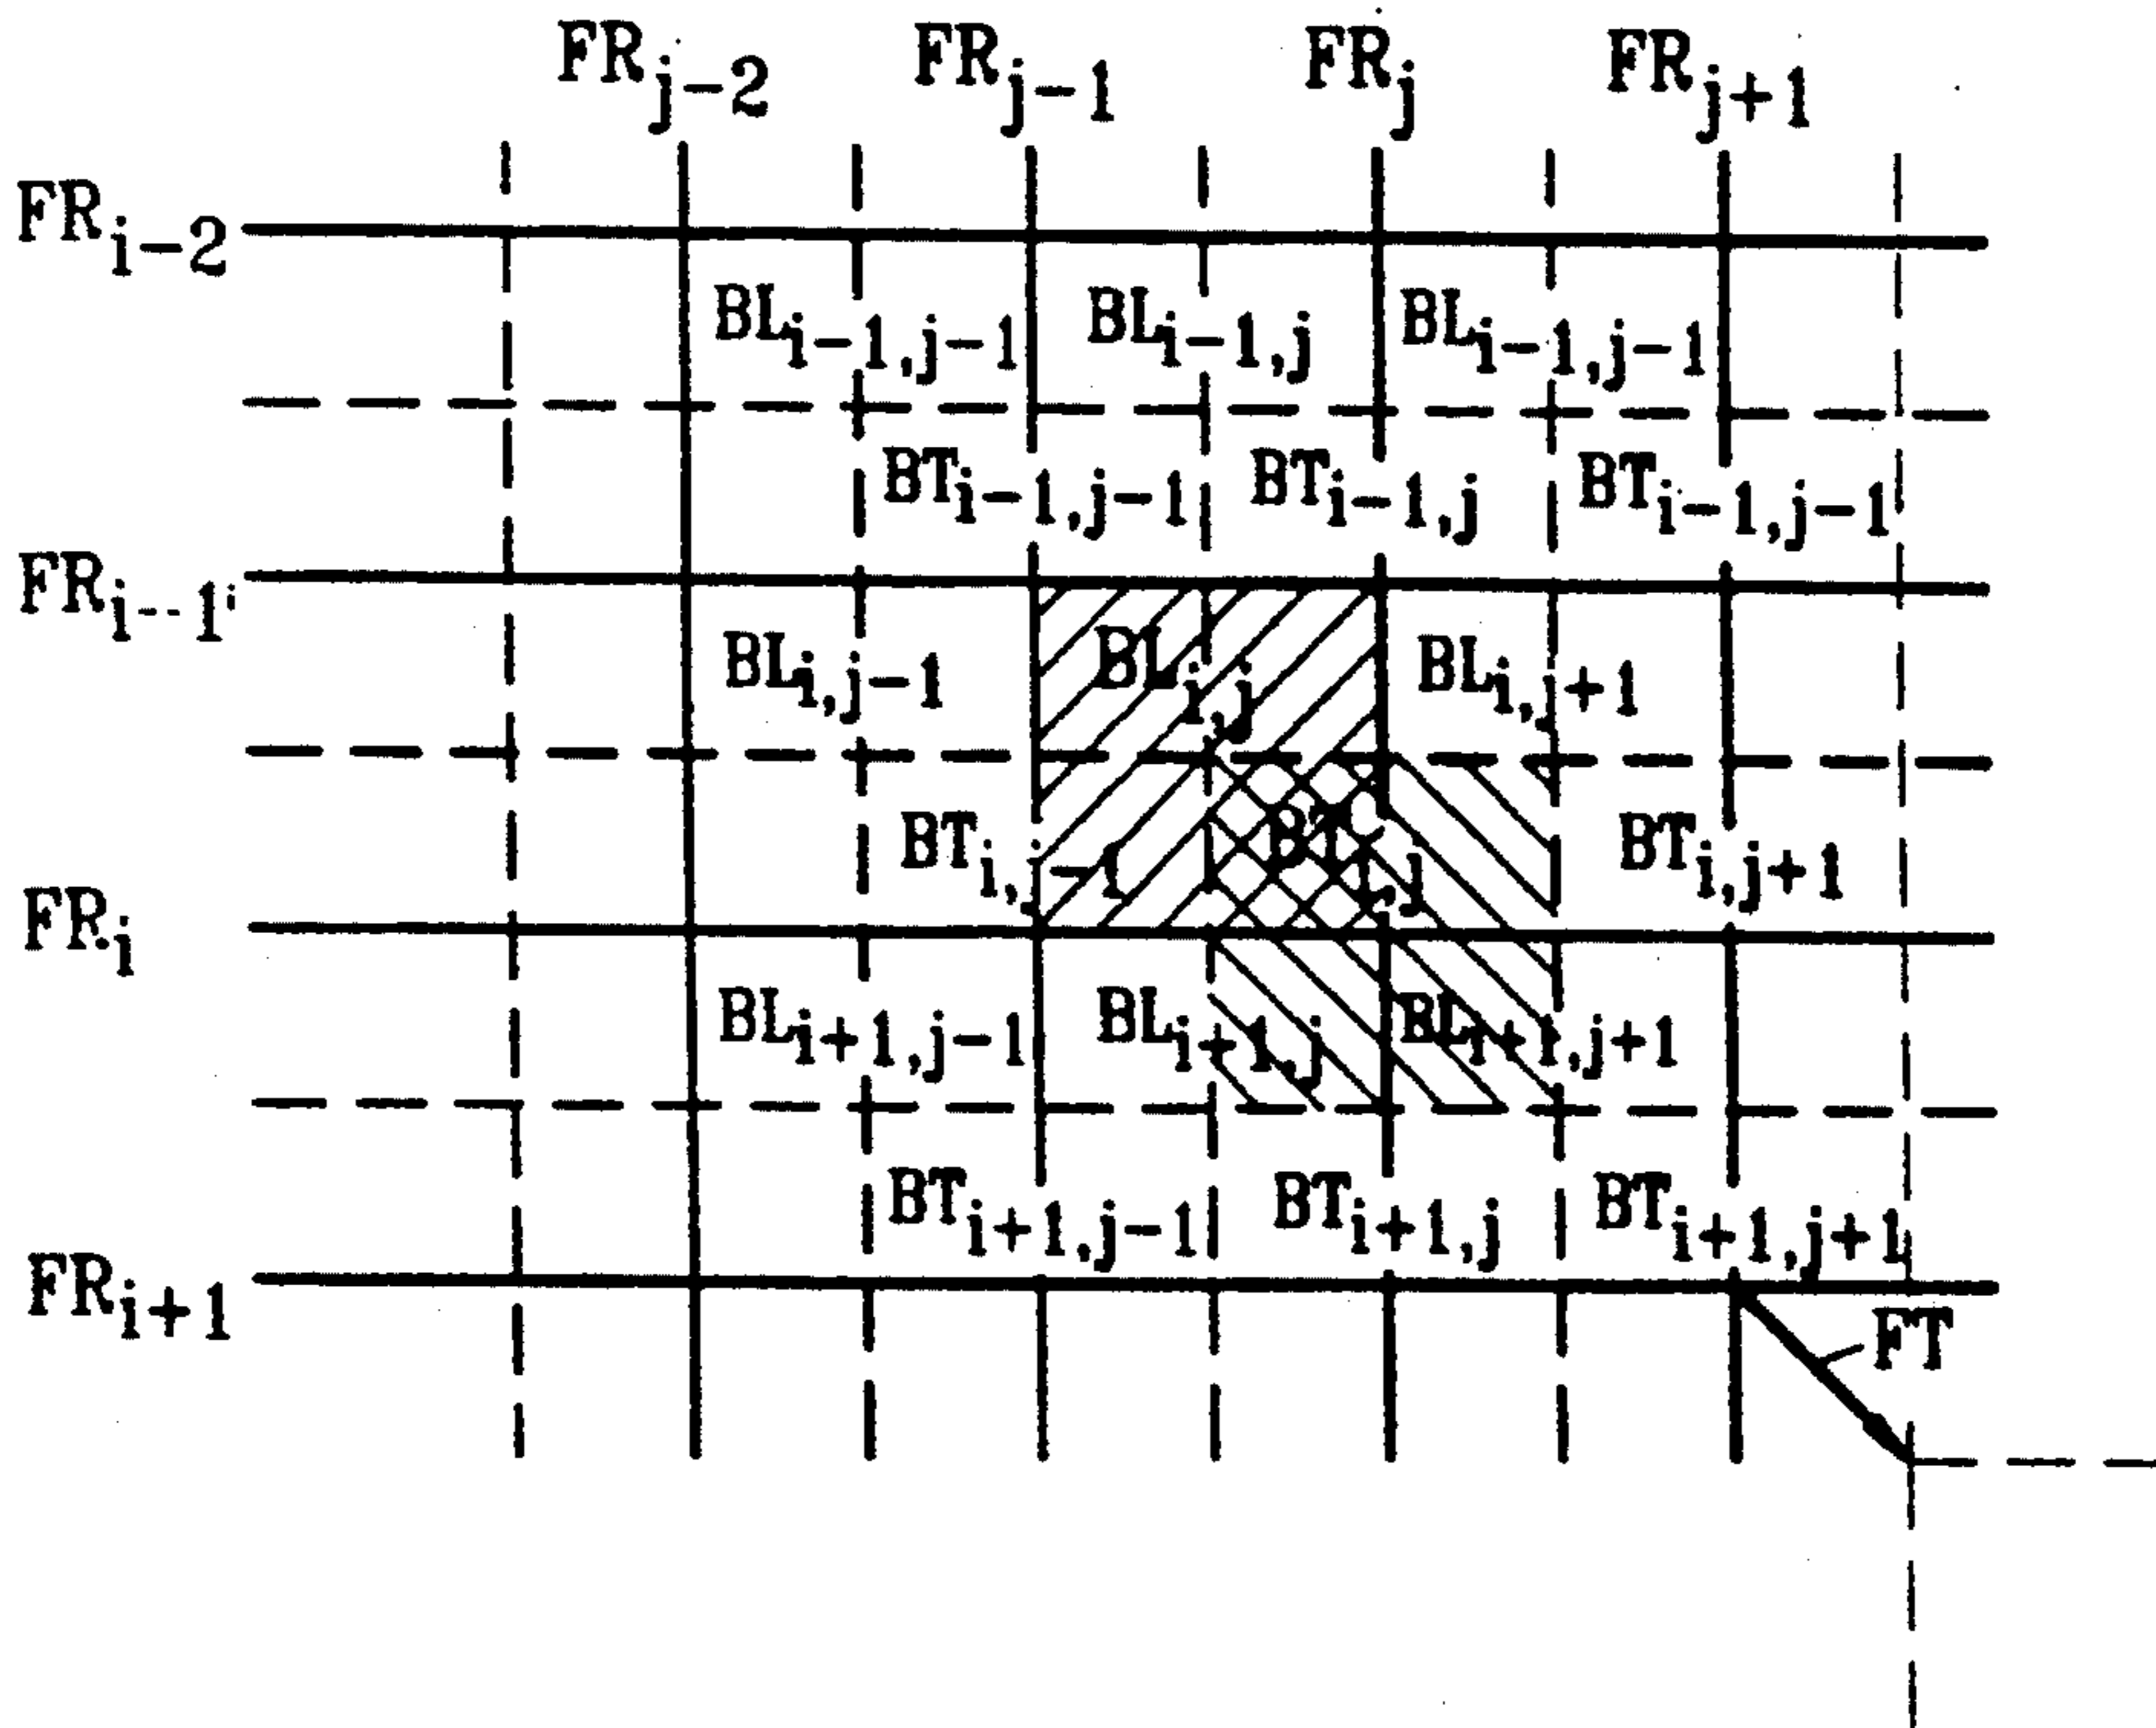 FRj-2 FRj-1 FRj FRj+1
FRi-2
BLi-1,j-1 BLi-1,j BLi-1,j-1
BTi-1,j-1 BTi-1,j BTi-1,j-1
FRi--1
BLi,j-1 BLi,j BLi,j+1
BTi,j-1 BTi,j BTi,j+1
FRi
BLi+1,j-1 BLi+1,j BLi+1,j+1
BTi+1,j-1 BTi+1,j BTi+1,j+1
FRi+1
FT